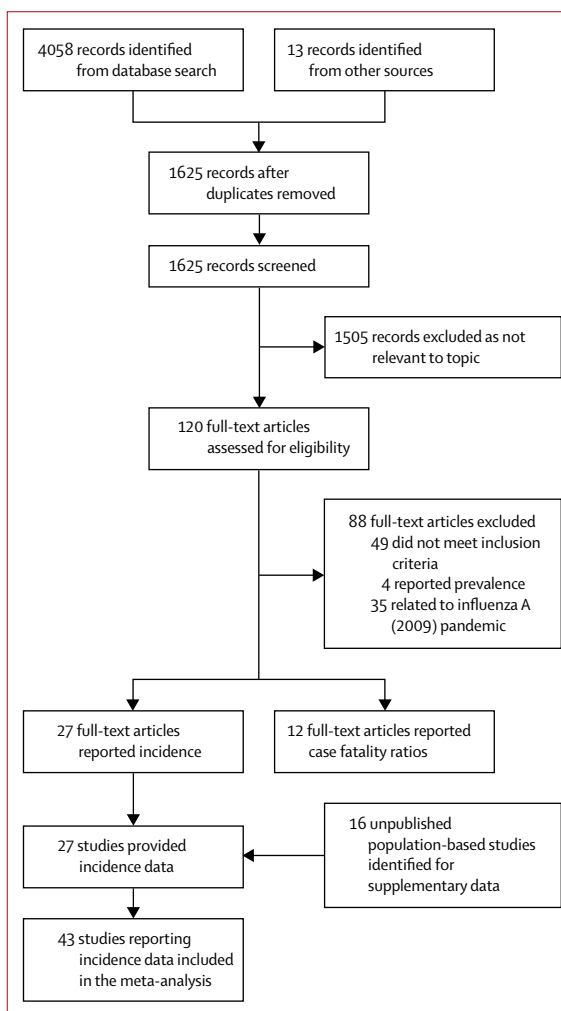 4058 records identified
from database search
13 records identified
from other sources
1625 records after
duplicates removed
1625 records screened
1505 records excluded as not
relevant to topic
120 full-text articles
assessed for eligibility
88 full-text articles excluded
49 did not meet inclusion
criteria
4 reported prevalence
35 related to influenza A
(2009) pandemic
27 full-text articles
reported incidence
12 full-text articles reported
case fatality ratios
27 studies provided
incidence data
16 unpublished
population-based studies
identified for
supplementary data
43 studies reporting
incidence data included
in the meta-analysis